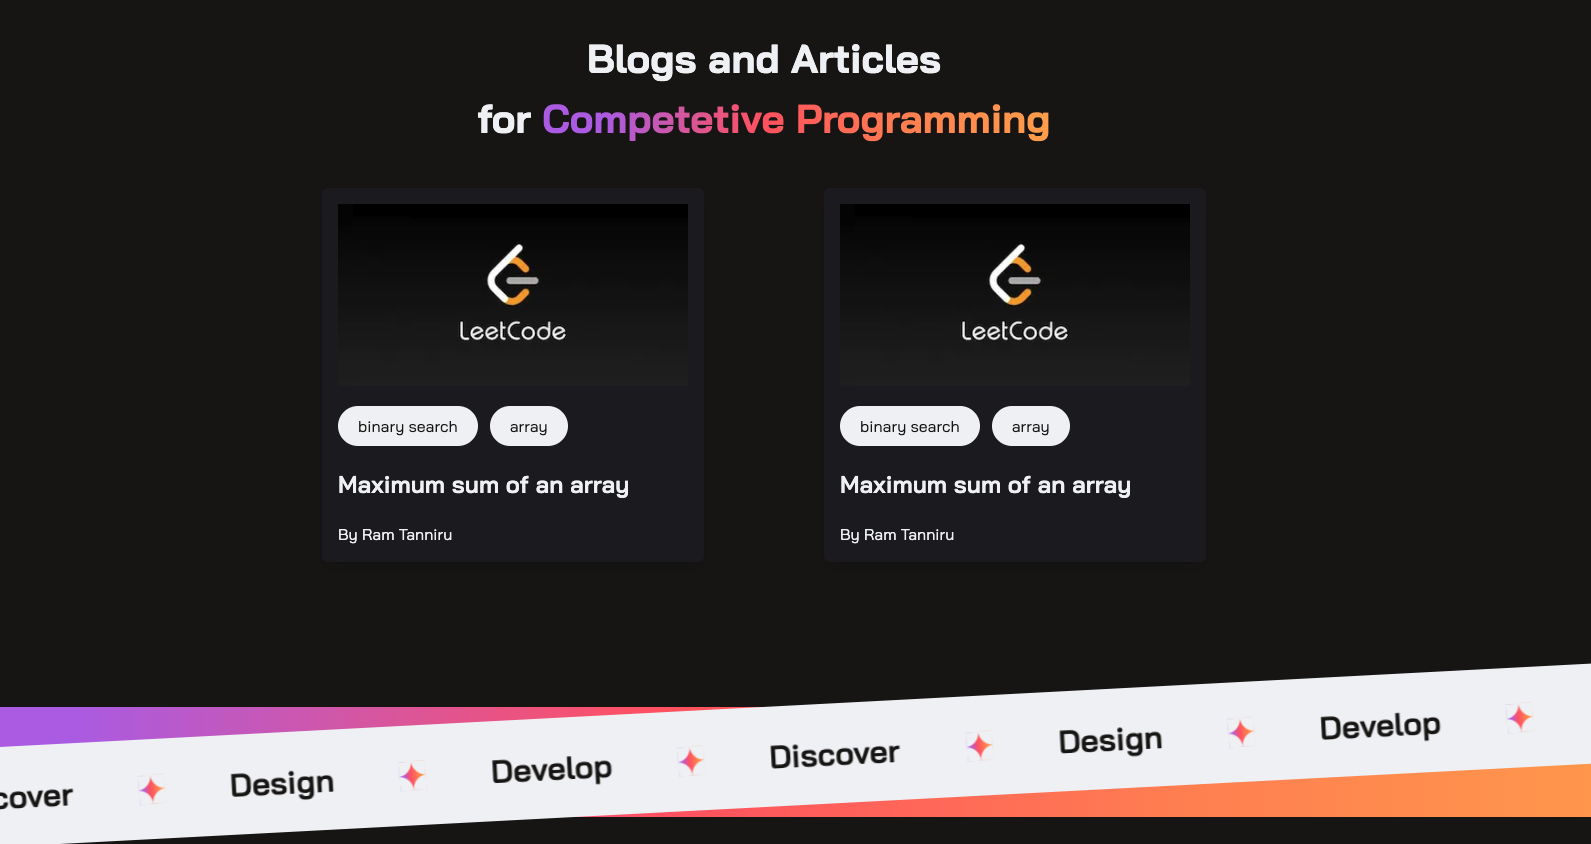 Blogs and Articles
for Competetive Programming
LeetCode
binary search array
Maximum sum of an array
By Ram Tanniru
LeetCode
binary search array
Maximum sum of an array
By Ram Tanniru
cover Design Develop Discover Design Develop